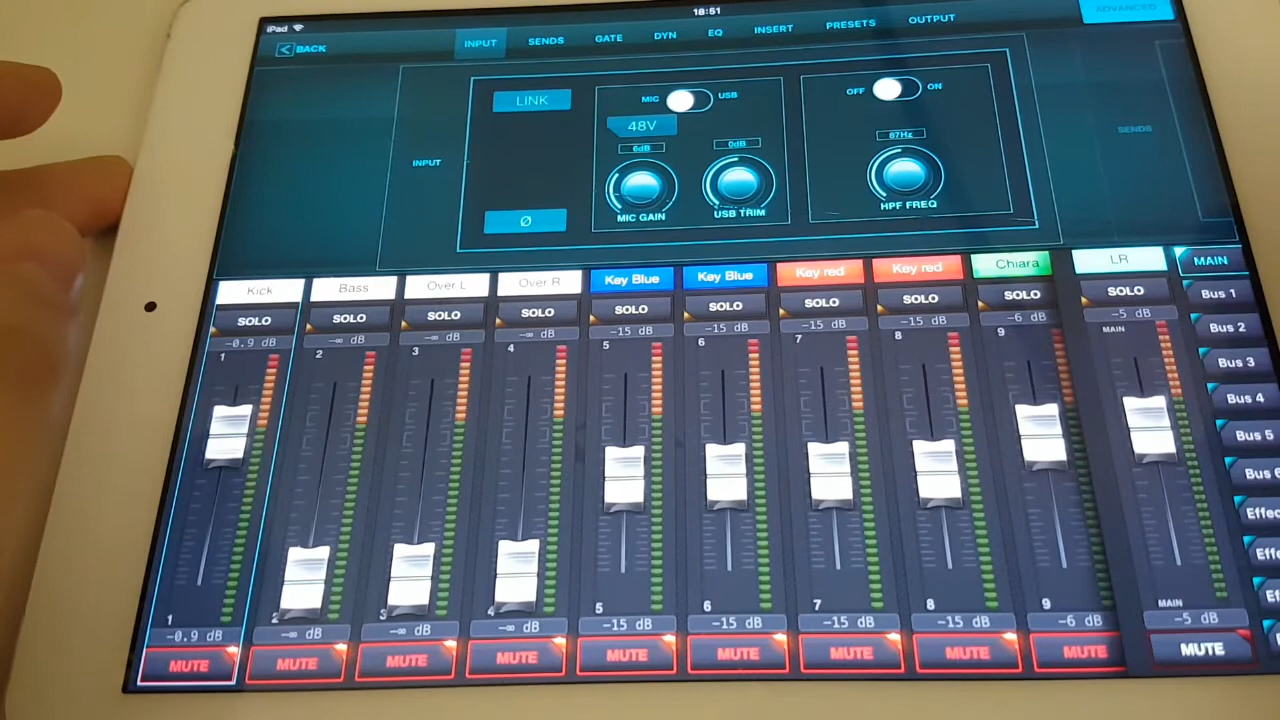 iPad 18:51
ADVANCED
BACK INPUT SENDS GATE DYN EQ INSERT PRESETS OUTPUT
LINK MIC USB OFF ON
48V
6dB 0dB 87Hz
INPUT SENDS
MIC GAIN USB TRIM HPF FREQ
Ø
Kick Bass Over L Over R Key Blue Key Blue Key red Key red Chiara LR MAIN
SOLO SOLO SOLO SOLO SOLO SOLO SOLO SOLO SOLO SOLO Bus 1
-0.9 dB -∞ dB -∞ dB -∞ dB -15 dB -15 dB -15 dB -15 dB -6 dB -5 dB
1 2 3 4 5 6 7 8 9 MAIN Bus 2
Bus 3
Bus 4
Bus 5
Bus 6
Effec
Effe
Ef
1 2 3 4 5 6 7 8 9 MAIN
-0.9 dB -∞ dB -∞ dB -∞ dB -15 dB -15 dB -15 dB -15 dB -6 dB -5 dB
MUTE MUTE MUTE MUTE MUTE MUTE MUTE MUTE MUTE MUTE